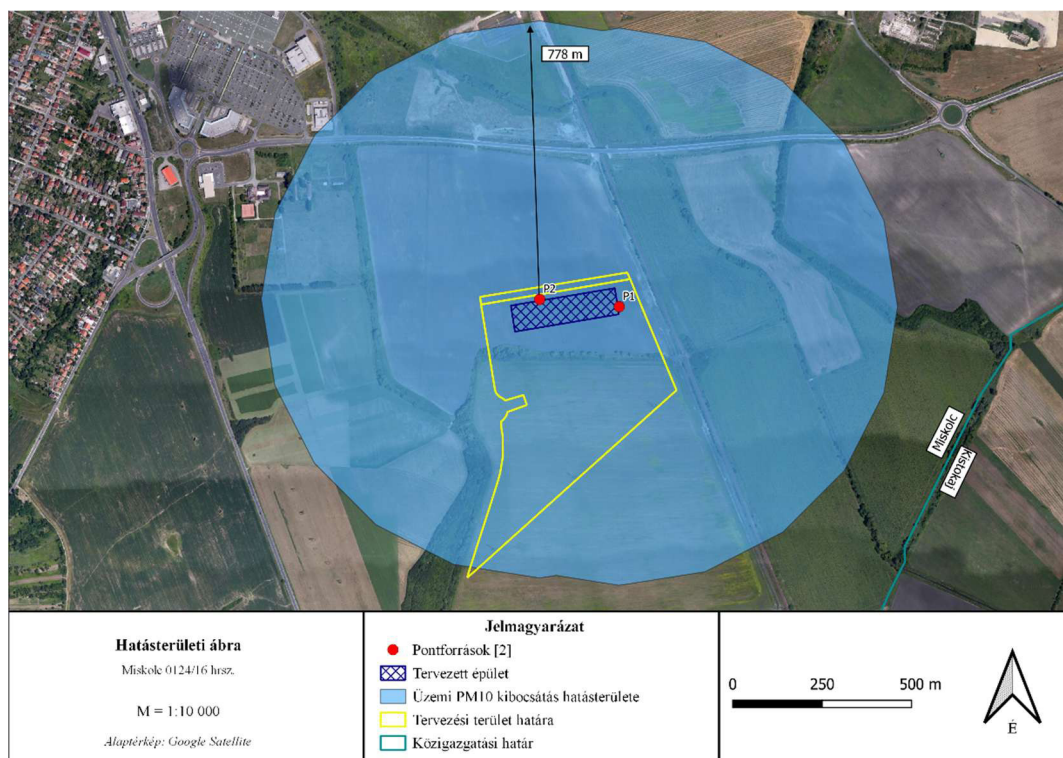 778 m
P2
P1
Miskolc
Kistokaj
Hatásterületi ábra
Miskolc 0124/16 hrsz.
M = 1:10 000
Alaptérkép: Google Satellite
Jelmagyarázat
Pontforrások [2]
Tervezett épület
Üzemi PM10 kibocsátás hatásterülete
Tervezési terület határa
Közigazgatási határ
0 250 500 m
É